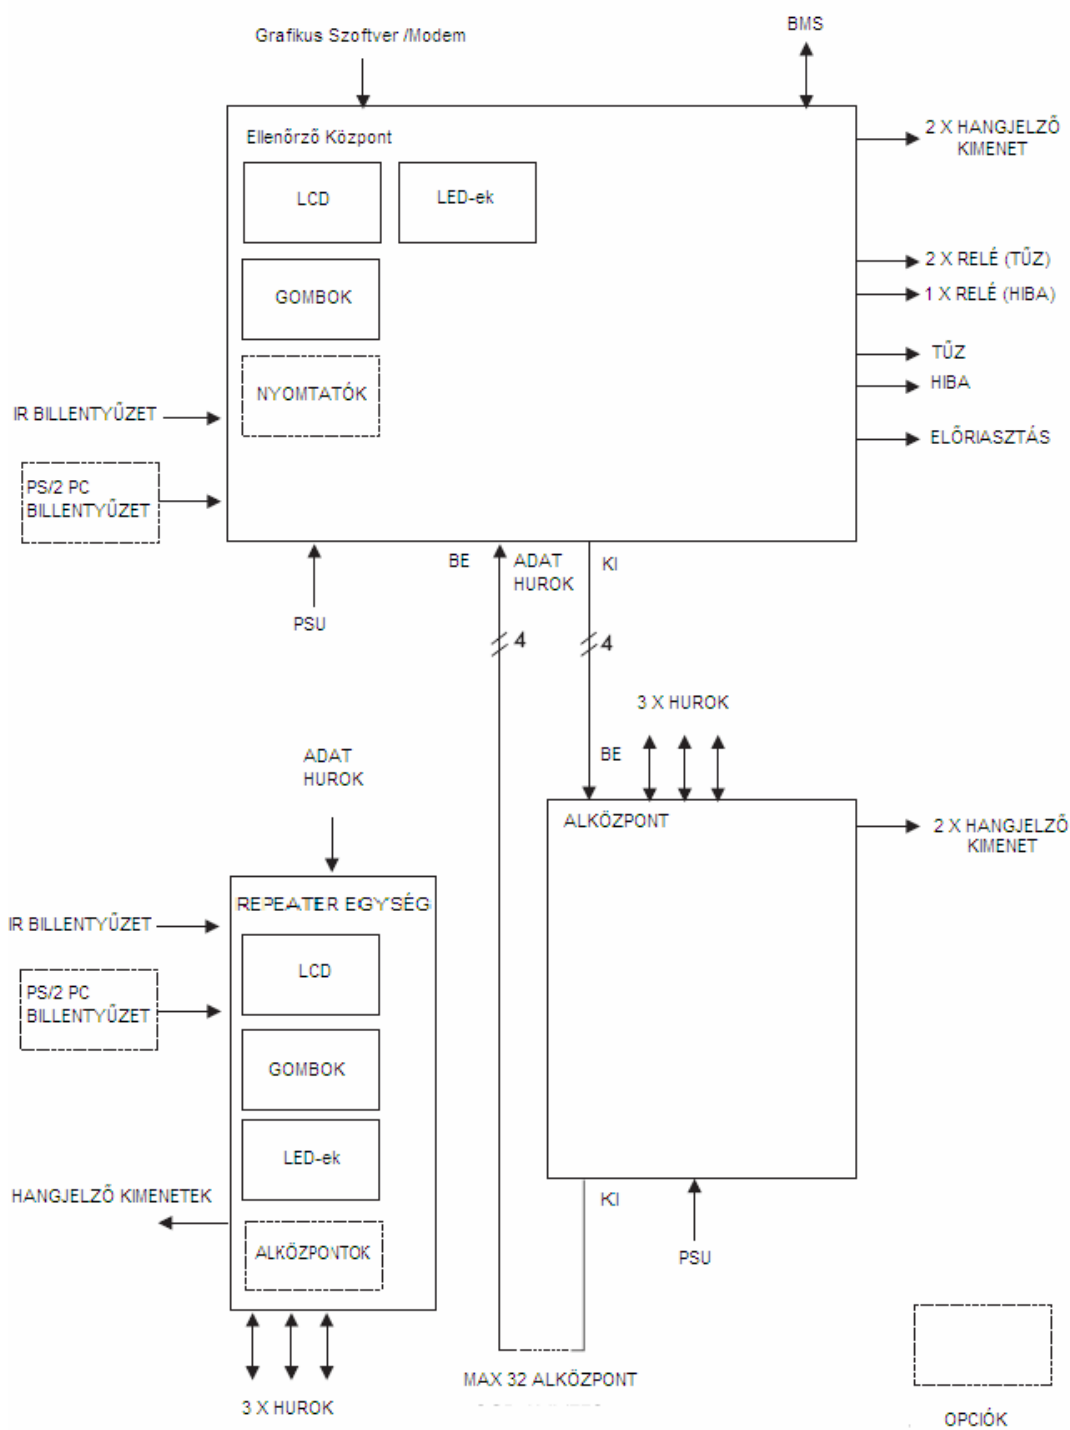 Grafikus Szoftver /Modem
BMS
Ellenőrző Központ
2 X HANGJELZŐ
KIMENET
LCD
LED-ek
2 X RELÉ (TŰZ)
GOMBOK
1 X RELÉ (HIBA)
TŰZ
HIBA
NYOMTATÓK
IR BILLENTYŰZET
ELŐRIASZTÁS
PS/2 PC
BILLENTYŰZET
BE
ADAT
HUROK
KI
PSU
4
4
3 X HUROK
ADAT
HUROK
BE
ALKÖZPONT
2 X HANGJELZŐ
KIMENET
REPEATER EGYSÉG
IR BILLENTYŰZET
LCD
PS/2 PC
BILLENTYŰZET
GOMBOK
LED-ek
HANGJELZŐ KIMENETEK
KI
ALKÖZPONTOK
PSU
MAX 32 ALKÖZPONT
3 X HUROK
OPCIÓK